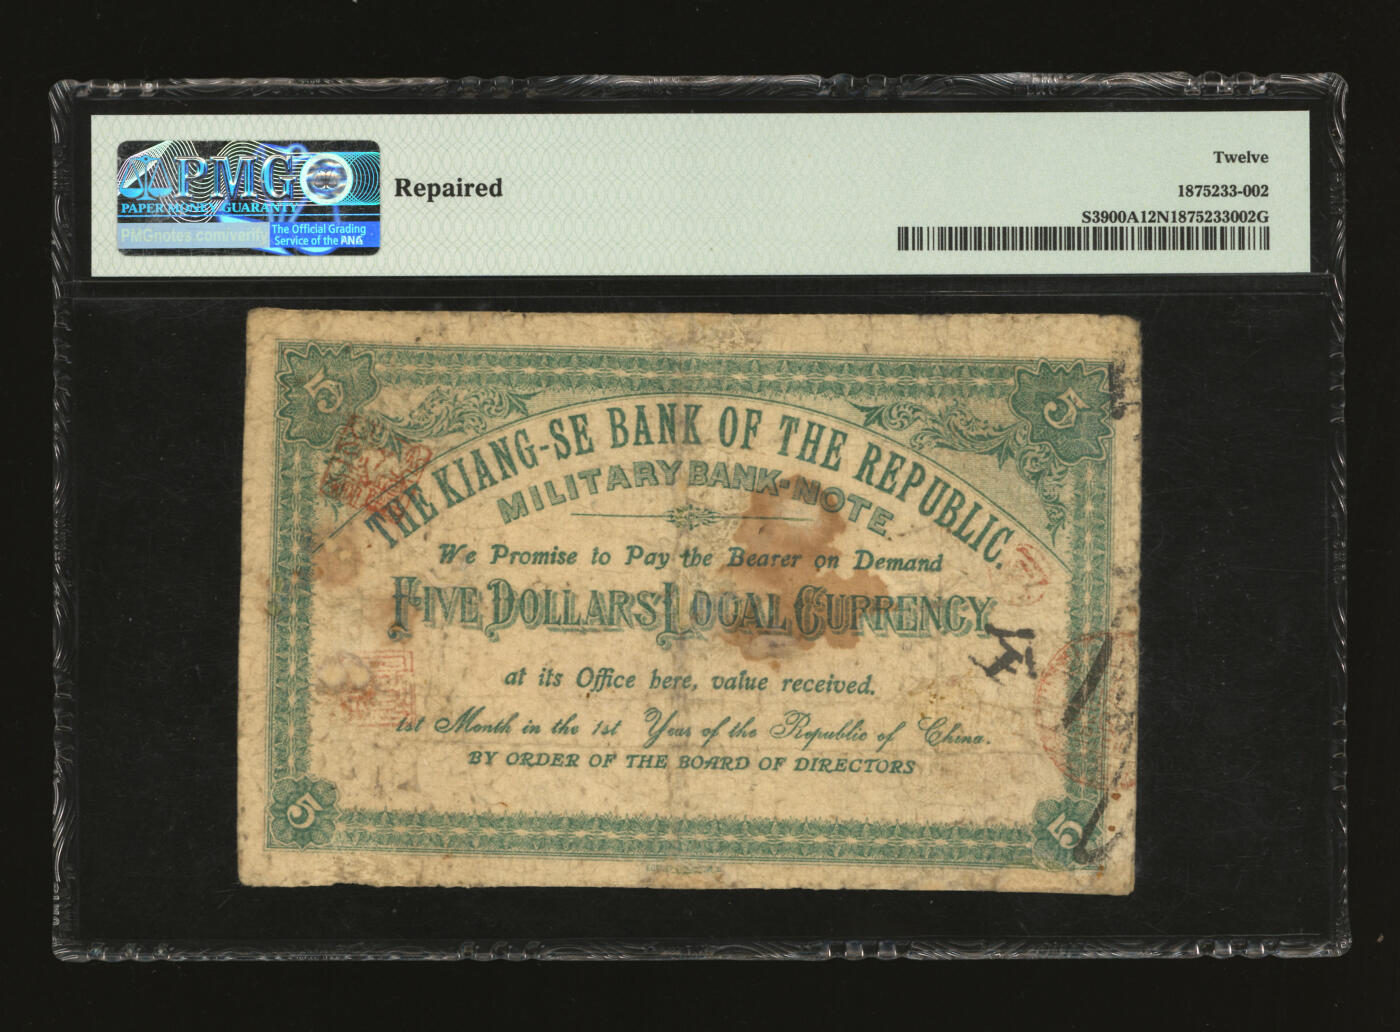 PMG
PAPER MONEY GUARANTY
PMGnotes.com/verify
The Official Grading
Service of the ANA
Repaired
Twelve
1875233-002
S3900A12N1875233002G
5
5
THE KIANG-SE BANK OF THE REPUBLIC.
MILITARY BANK-NOTE.
We Promise to Pay the Bearer on Demand
FIVE DOLLARS LOCAL CURRENCY
at its Office here, value received.
1st Month in the 1st Year of the Republic of China.
BY ORDER OF THE BOARD OF DIRECTORS
5
5